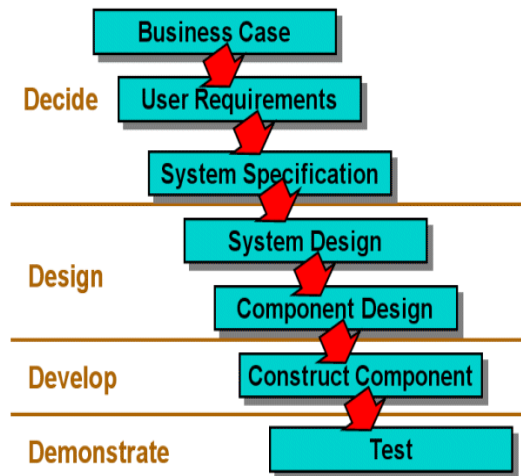 Business Case
Decide
User Requirements
System Specification
System Design
Design
Component Design
Develop
Construct Component
Demonstrate
Test